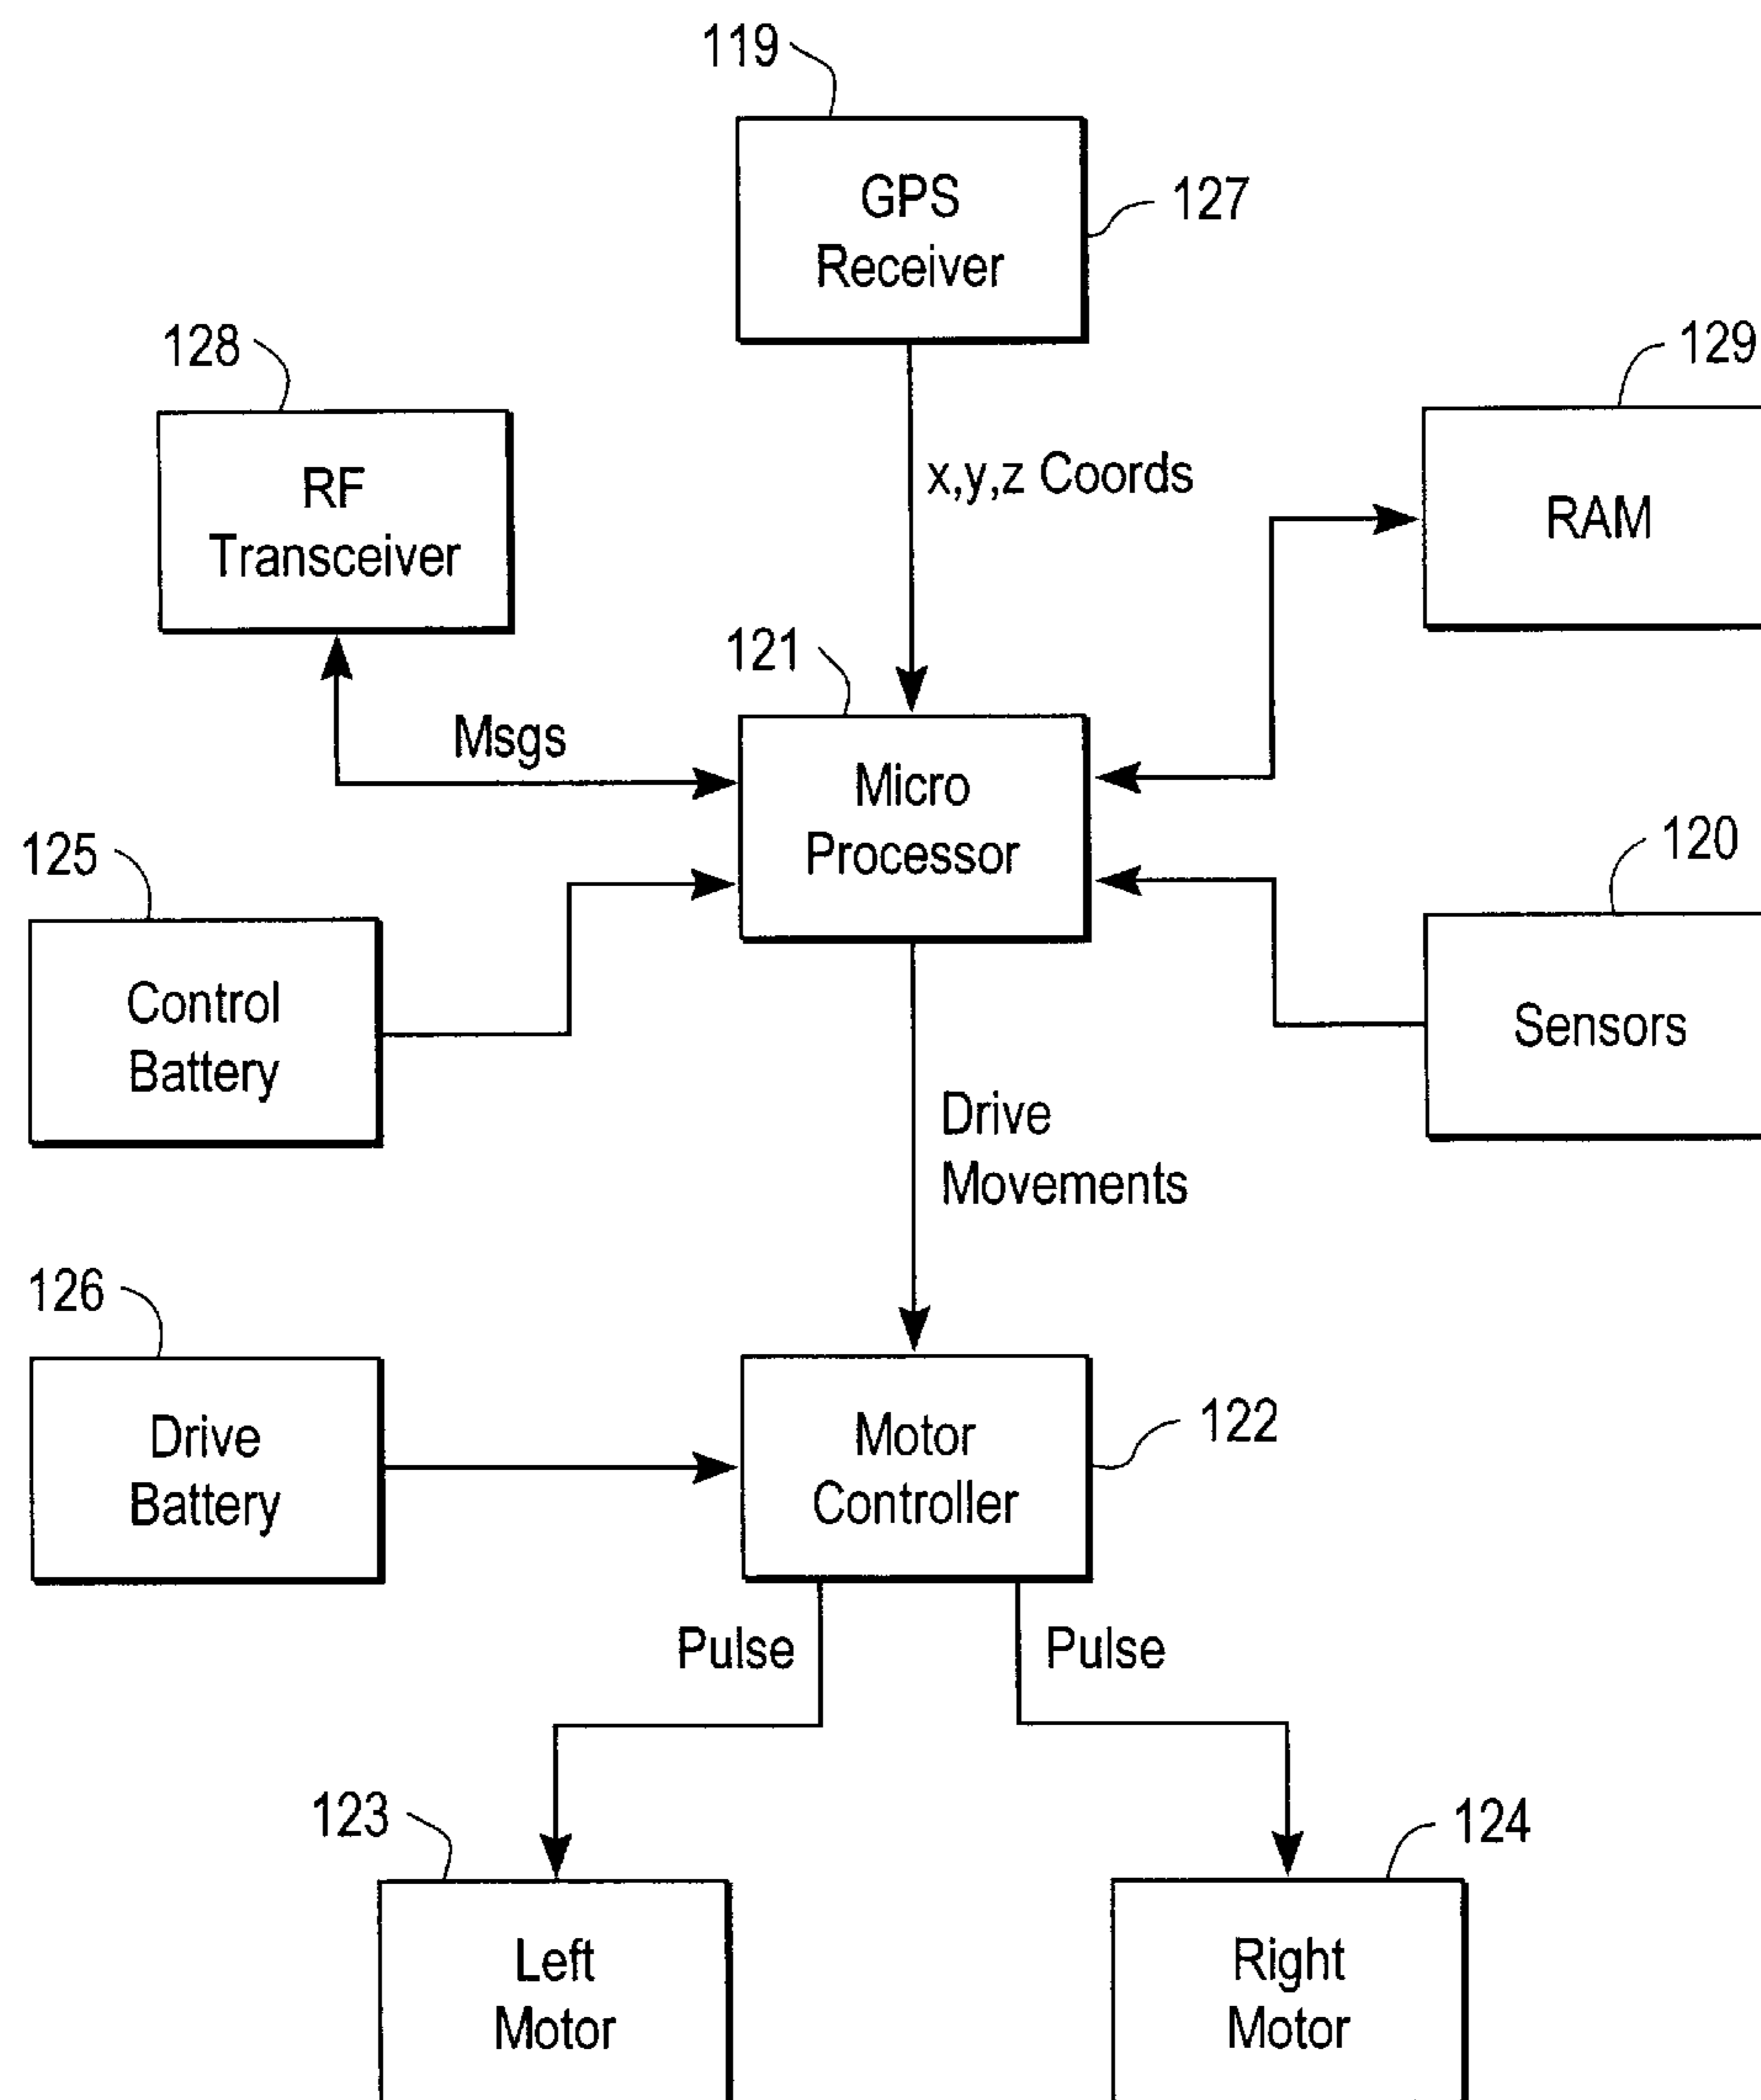 119
GPS
Receiver
127
128
RF
Transceiver
x,y,z Coords
129
RAM
121
Msgs
Micro
Processor
125
Control
Battery
120
Sensors
Drive
Movements
126
Drive
Battery
Motor
Controller
122
Pulse
Pulse
123
Left
Motor
124
Right
Motor